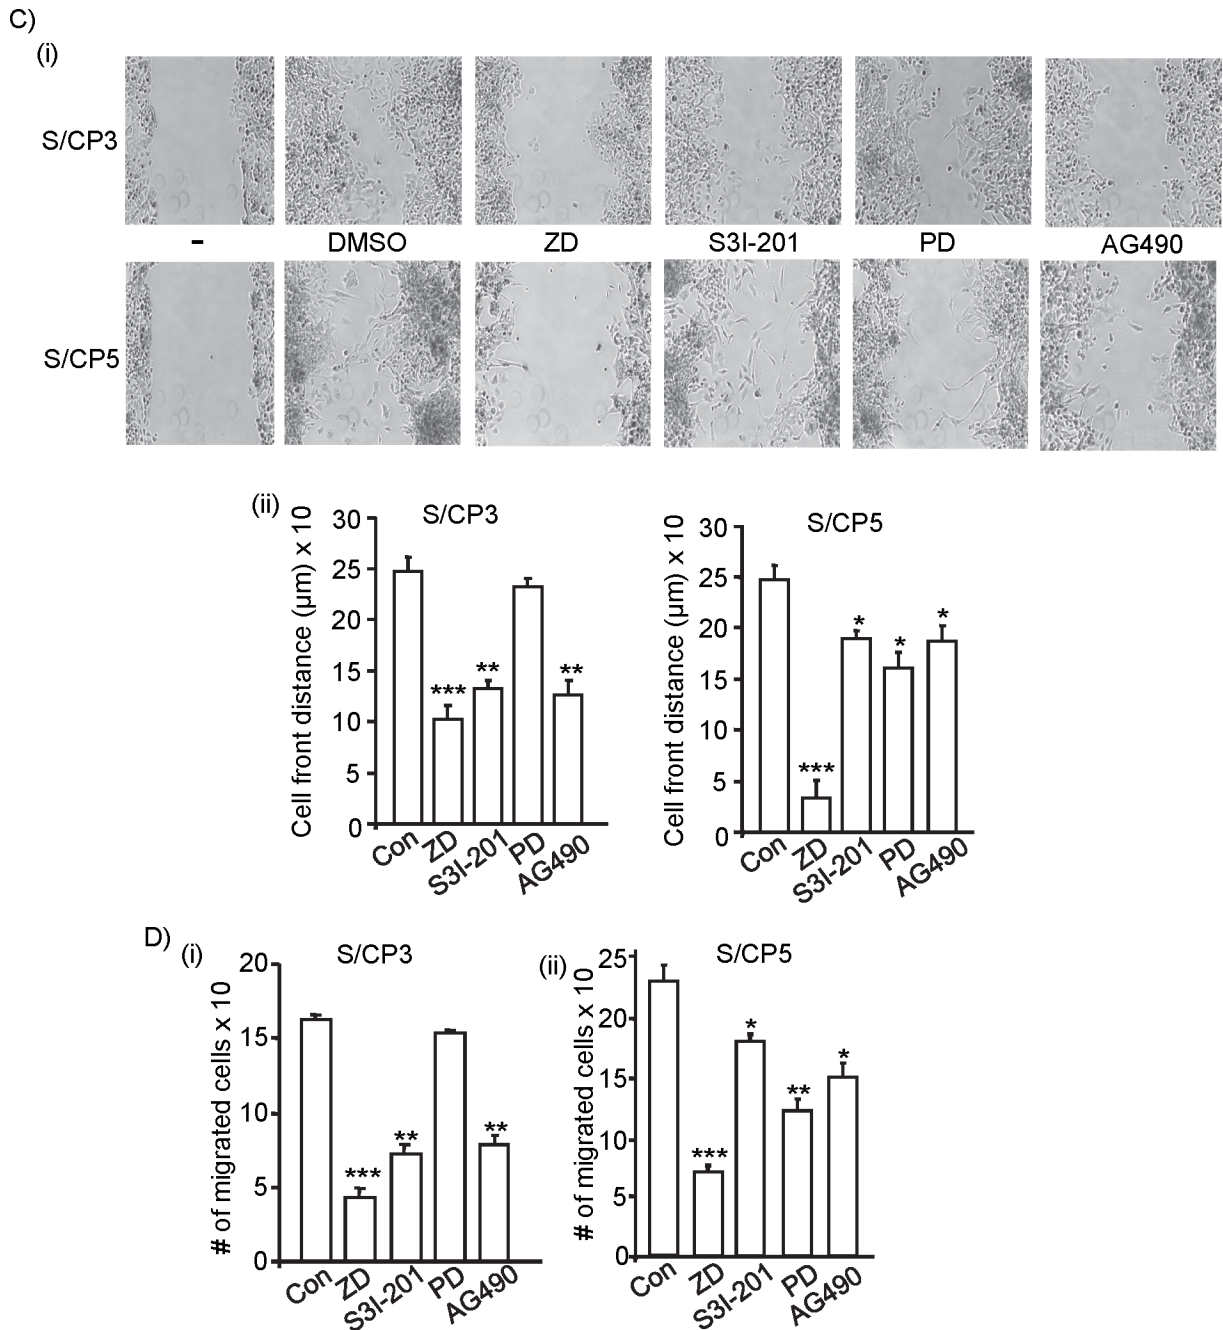 C)
(i)
S/CP3
- DMSO ZD S3I-201 PD AG490
S/CP5
(ii)
S/CP3
Cell front distance (µm) x 10
30
25
20
15
10
5
0
***
**
**
Con ZD S3I-201 PD AG490
S/CP5
Cell front distance (µm) x 10
30
25
20
15
10
5
0
***
*
*
*
Con ZD S3I-201 PD AG490
D)
(i)
S/CP3
# of migrated cells x 10
20
15
10
5
0
***
**
**
Con ZD S3I-201 PD AG490
(ii)
S/CP5
# of migrated cells x 10
25
20
15
10
5
0
***
*
**
*
Con ZD S3I-201 PD AG490